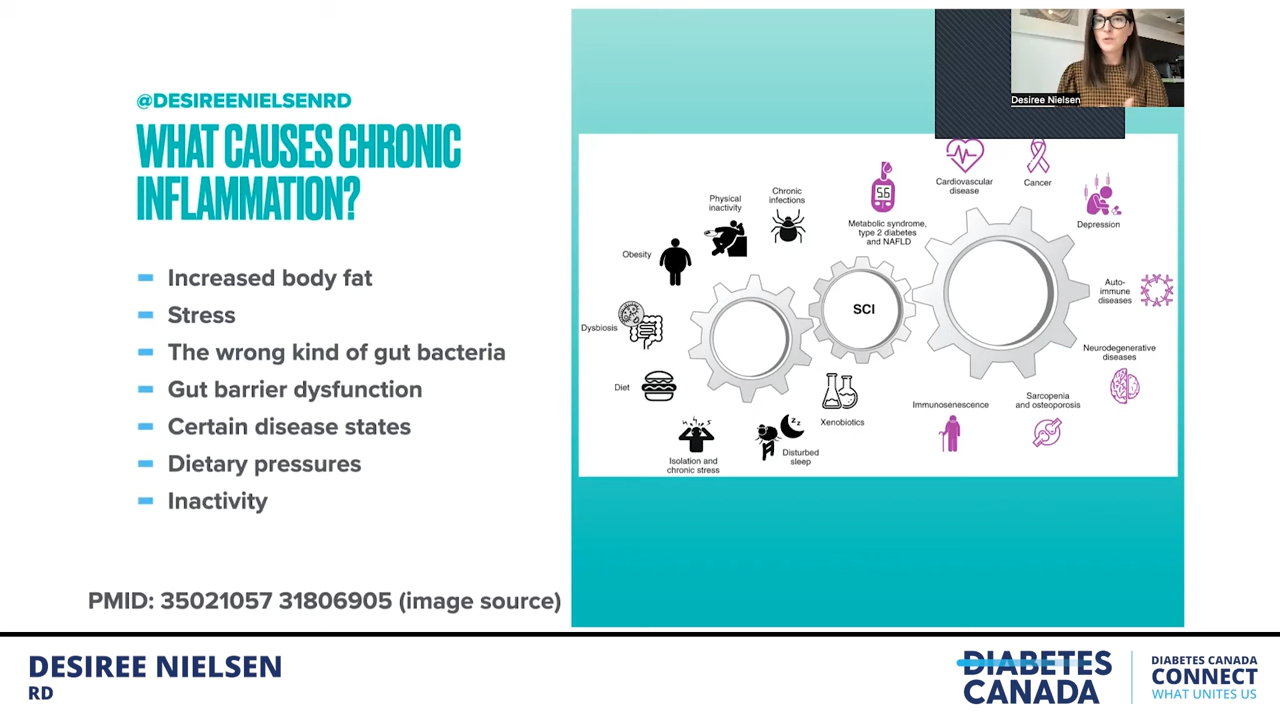 @DESIREENIELSENRD
WHAT CAUSES CHRONIC
INFLAMMATION?
Increased body fat
Stress
The wrong kind of gut bacteria
Gut barrier dysfunction
Certain disease states
Dietary pressures
Inactivity
PMID: 35021057 31806905 (image source)
Desiree Nielsen
Chronic
infections
Physical
inactivity
Obesity
Dysbiosis
Diet
Isolation and
chronic stress
Disturbed
sleep
Xenobiotics
SCI
5.6
Metabolic syndrome,
type 2 diabetes
and NAFLD
Cardiovascular
disease
Cancer
Depression
Auto-
immune
diseases
Neurodegenerative
diseases
Sarcopenia
and osteoporosis
Immunosenescence
zz
DESIREE NIELSEN
RD
DIABETES
CANADA
DIABETES CANADA
CONNECT
WHAT UNITES US